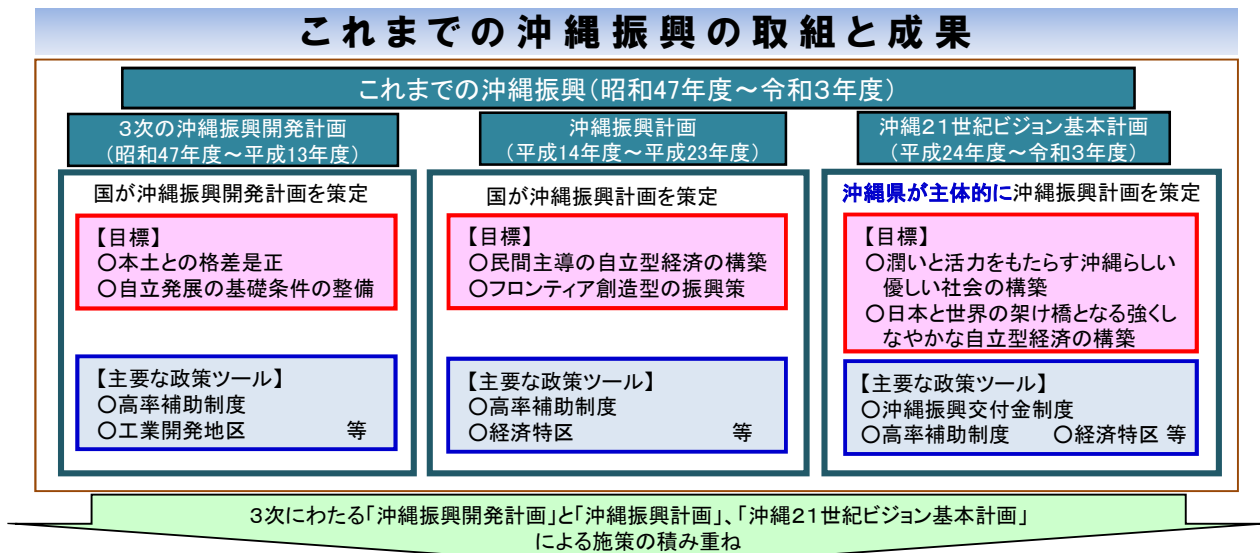 これまでの沖縄振興の取組と成果
これまでの沖縄振興(昭和47年度～令和3年度)
3次の沖縄振興開発計画
(昭和47年度～平成13年度)
国が沖縄振興開発計画を策定
【目標】
○本土との格差是正
○自立発展の基礎条件の整備
【主要な政策ツール】
○高率補助制度
○工業開発地区 等
沖縄振興計画
(平成14年度～平成23年度)
国が沖縄振興計画を策定
【目標】
○民間主導の自立型経済の構築
○フロンティア創造型の振興策
【主要な政策ツール】
○高率補助制度
○経済特区 等
沖縄21世紀ビジョン基本計画
(平成24年度～令和3年度)
沖縄県が主体的に沖縄振興計画を策定
【目標】
○潤いと活力をもたらす沖縄らしい
優しい社会の構築
○日本と世界の架け橋となる強くし
なやかな自立型経済の構築
【主要な政策ツール】
○沖縄振興交付金制度
○高率補助制度 ○経済特区 等
3次にわたる「沖縄振興開発計画」と「沖縄振興計画」、「沖縄21世紀ビジョン基本計画」
による施策の積み重ね